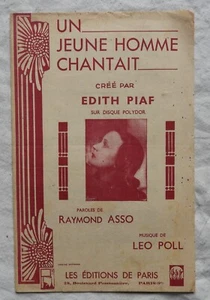 UN
JEUNE HOMME
CHANTAIT
CRÉÉ PAR
EDITH PIAF
SUR DISQUE POLYDOR
PAROLES DE
RAYMOND ASSO
MUSIQUE DE
LEO POLL
LES ÉDITIONS DE PARIS